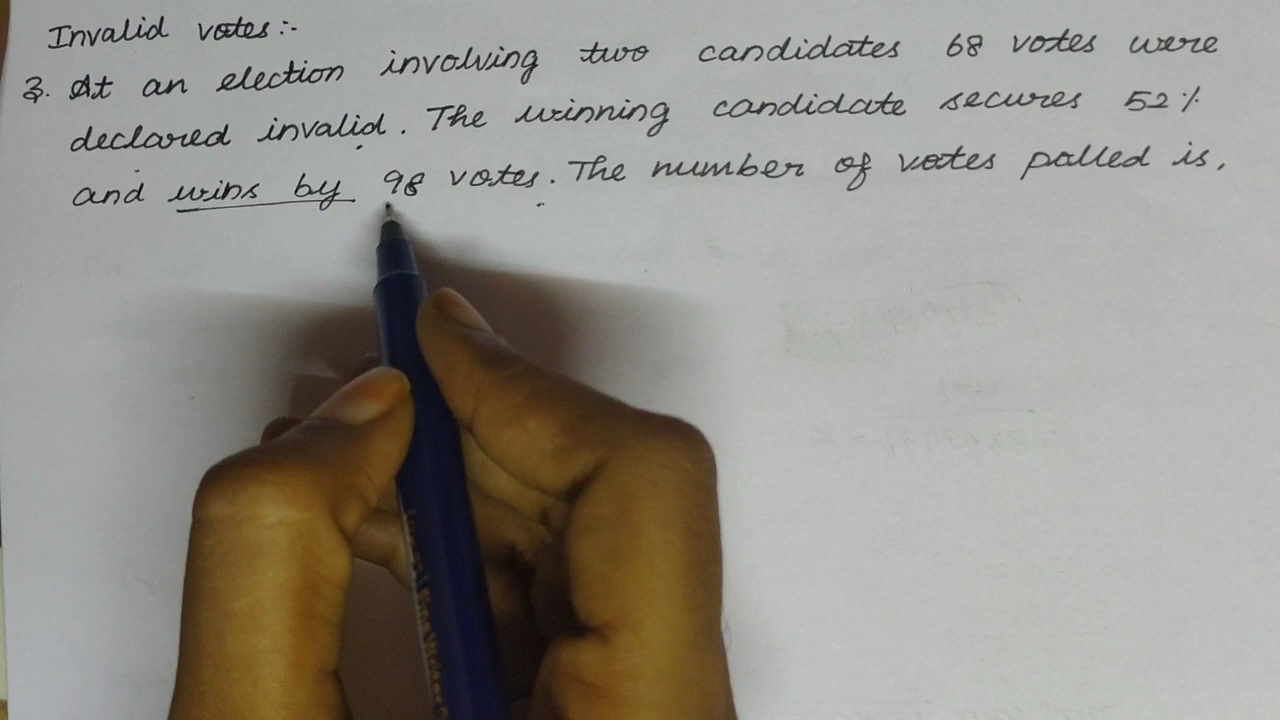 Invalid votes:-
3. At an election involving two candidates 68 votes were
declared invalid. The winning candidate secures 52%
and wins by 98 votes. The number of votes polled is,